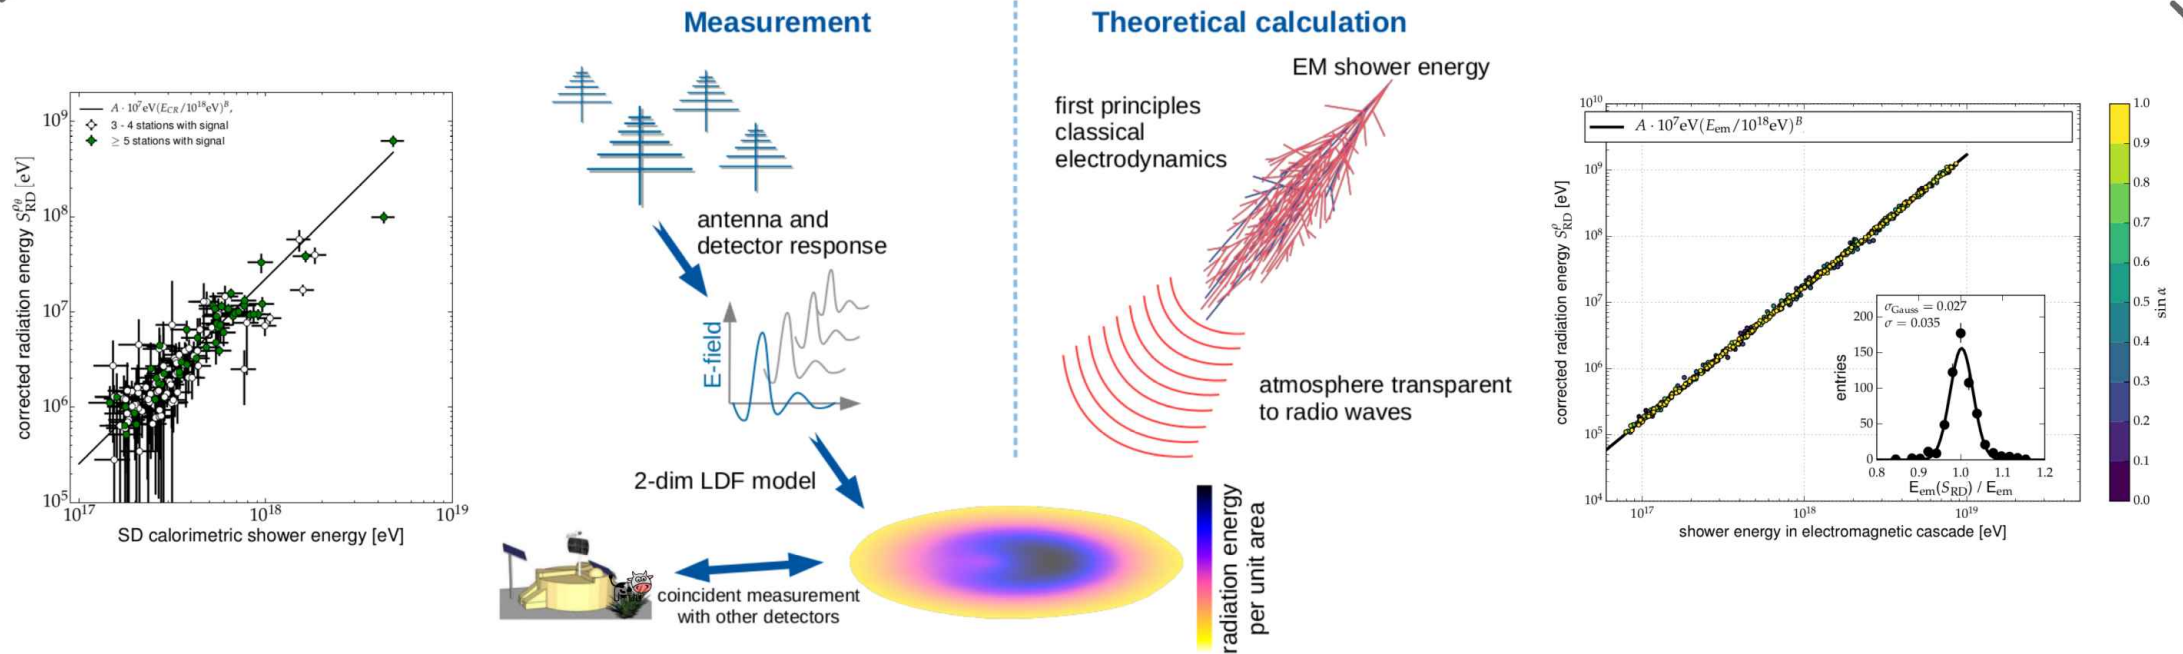 Measurement
Theoretical calculation
A · 10⁷eV(E_CR/10¹⁸eV)ᴮ,
3 - 4 stations with signal
≥ 5 stations with signal
corrected radiation energy S_RD^ρθ [eV]
10⁹
10⁸
10⁷
10⁶
10⁵
10¹⁷
10¹⁸
10¹⁹
SD calorimetric shower energy [eV]
antenna and
detector response
E-field
2-dim LDF model
coincident measurement
with other detectors
radiation energy
per unit area
EM shower energy
first principles
classical
electrodynamics
atmosphere transparent
to radio waves
A · 10⁷eV(E_em/10¹⁸eV)ᴮ
corrected radiation energy S_RD^ρ [eV]
10¹⁰
10⁹
10⁸
10⁷
10⁶
10⁵
10⁴
10¹⁷
10¹⁸
10¹⁹
shower energy in electromagnetic cascade [eV]
σ_Gauss = 0.027
σ = 0.035
entries
200
150
100
50
0
0.8
0.9
1.0
1.1
1.2
E_em(S_RD) / E_em
1.0
0.9
0.8
0.7
0.6
0.5
0.4
0.3
0.2
0.1
0.0
sin α